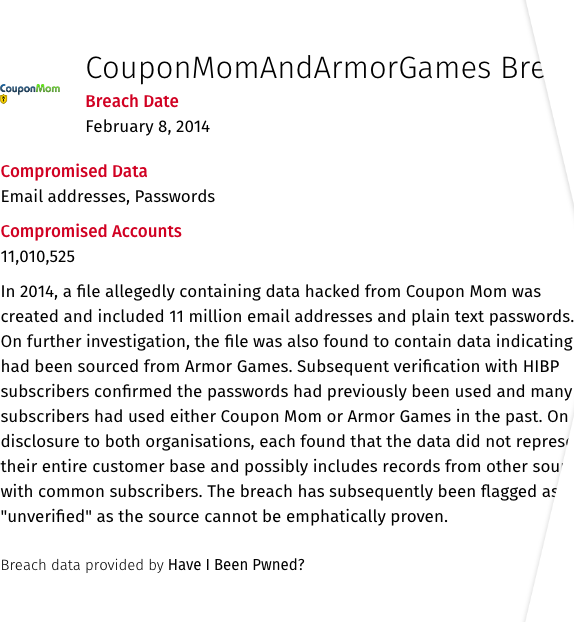 CouponMomAndArmorGames
CouponMom
Breach Date
February 8, 2014
Compromised Data
Email addresses, Passwords
Compromised Accounts
11,010,525
In 2014, a file allegedly containing data hacked from Coupon Mom was
created and included 11 million email addresses and plain text passwords.
On further investigation, the file was also found to contain data indicating
had been sourced from Armor Games. Subsequent verification with HIBP
subscribers confirmed the passwords had previously been used and many
subscribers had used either Coupon Mom or Armor Games in the past. On
disclosure to both organisations, each found that the data did not
their entire customer base and possibly includes records from other
with common subscribers. The breach has subsequently been flagged as
"unverified" as the source cannot be emphatically proven.
Breach data provided by Have I Been Pwned?